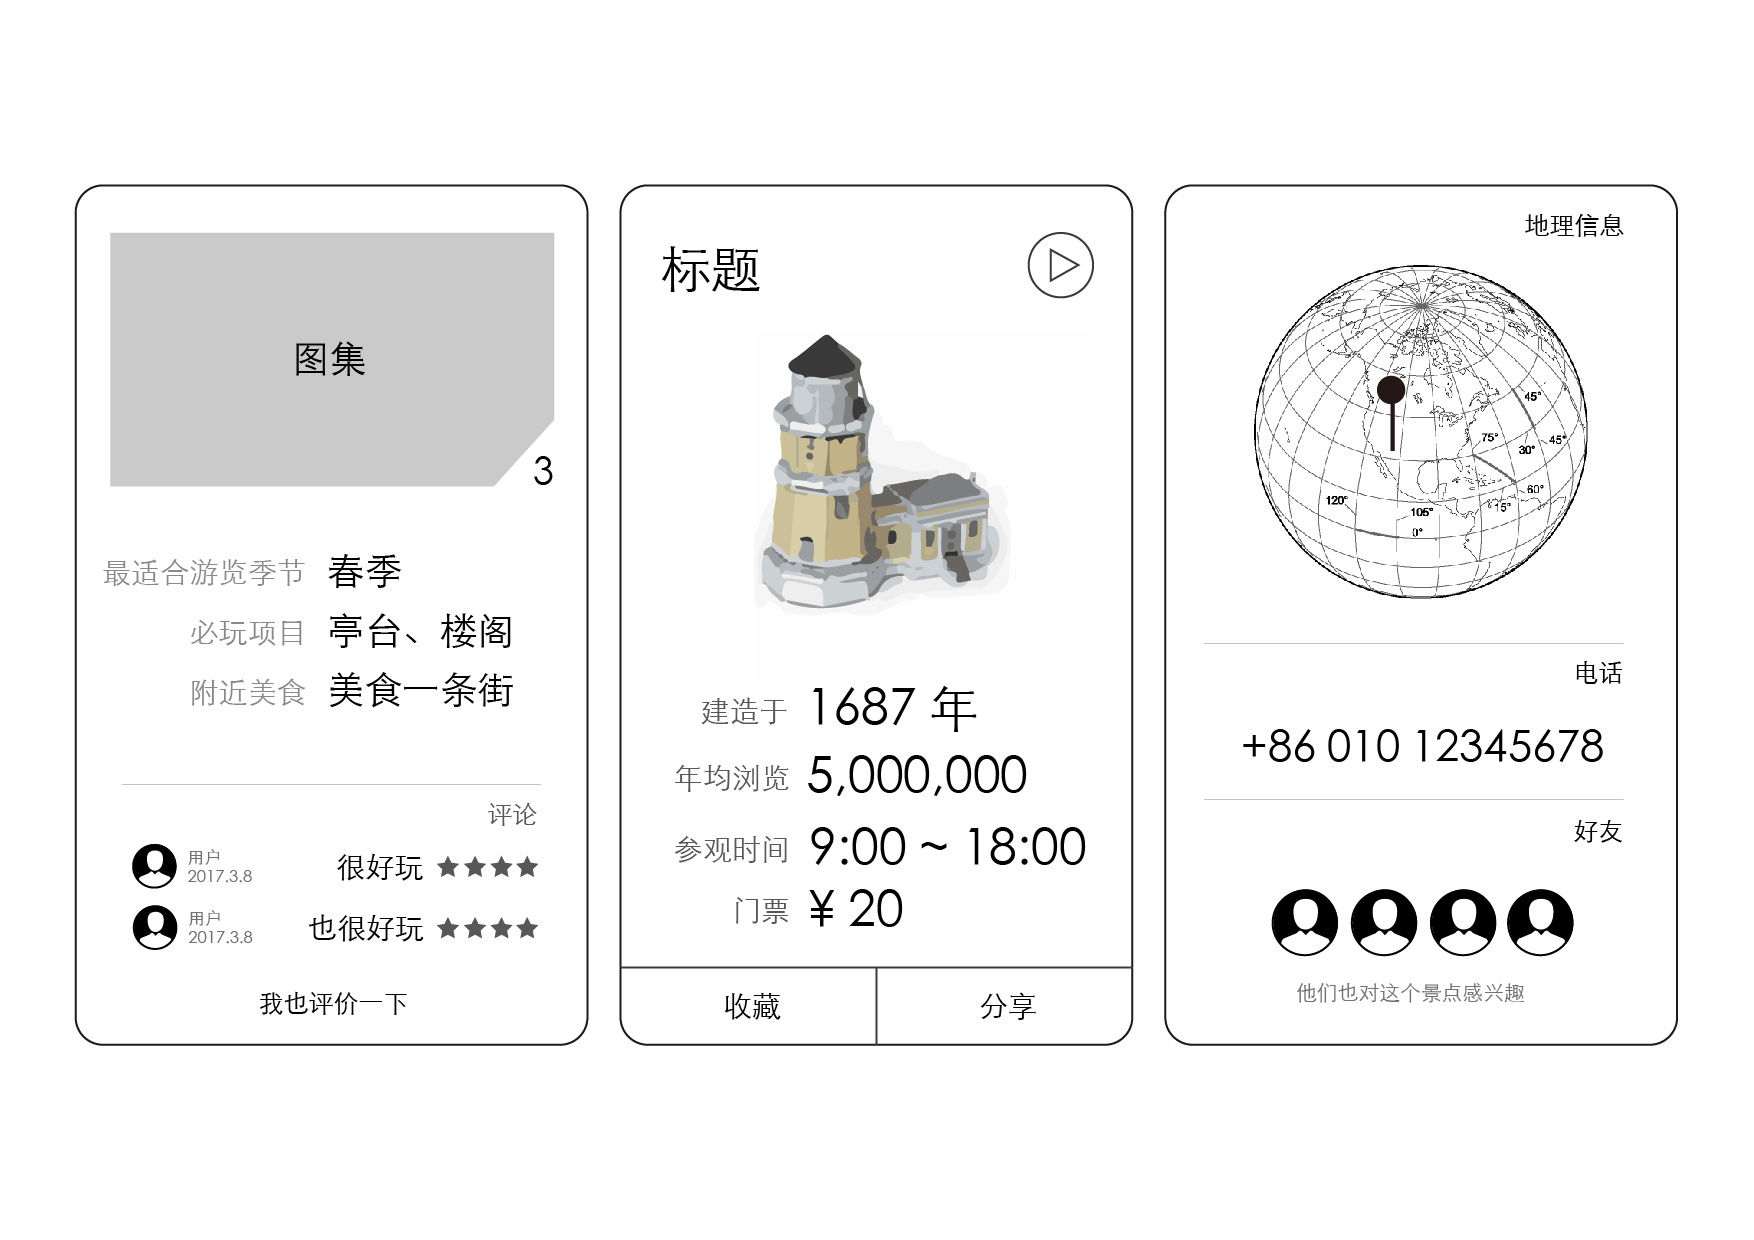 图集
3
最适合游览季节 春季
必玩项目 亭台、楼阁
附近美食 美食一条街
评论
用户
2017.3.8
很好玩 ★★★★
用户
2017.3.8
也很好玩 ★★★★
我也评价一下
标题
建造于 1687 年
年均浏览 5,000,000
参观时间 9:00 ~ 18:00
门票 ¥ 20
收藏 分享
地理信息
45°
75°
45°
30°
60°
120°
15°
105°
0°
电话
+86 010 12345678
好友
他们也对这个景点感兴趣